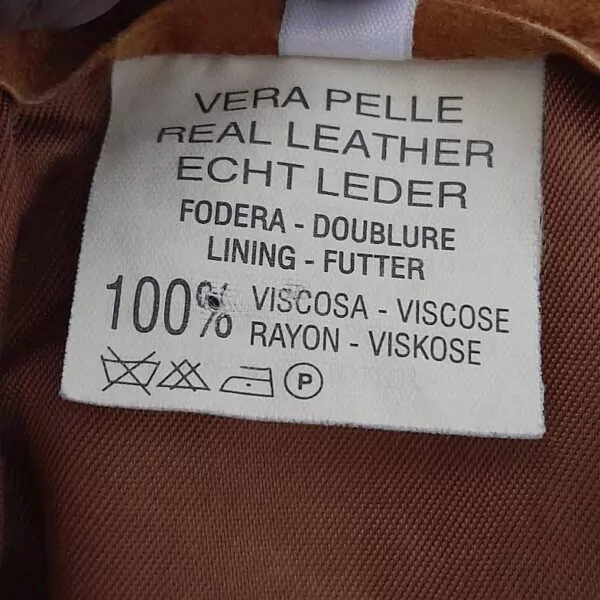 VERA PELLE
REAL LEATHER
ECHT LEDER
FODERA - DOUBLURE
LINING - FUTTER
100% VISCOSA - VISCOSE
RAYON - VISKOSE
P